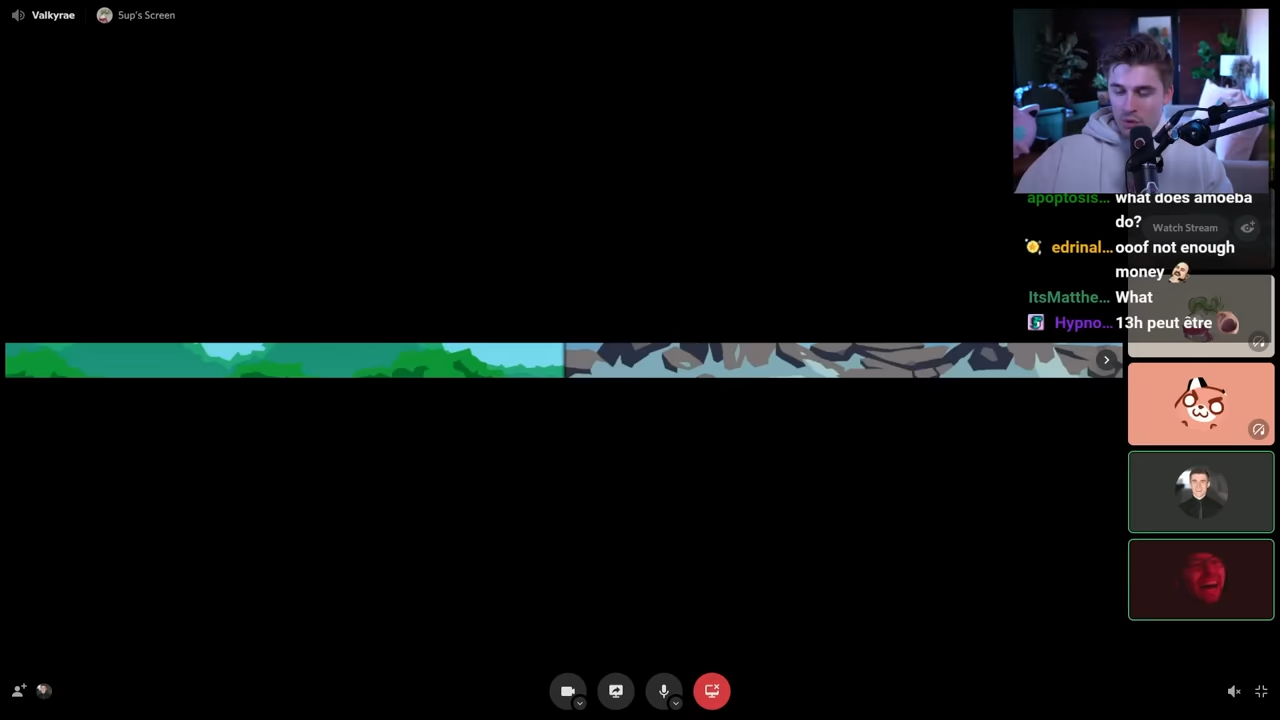 Valkyrae
5up's Screen
apoptosis... what does amoeba
do?
Watch Stream
edrinal... ooof not enough
money
ItsMatthe... What
Hypno... 13h peut être